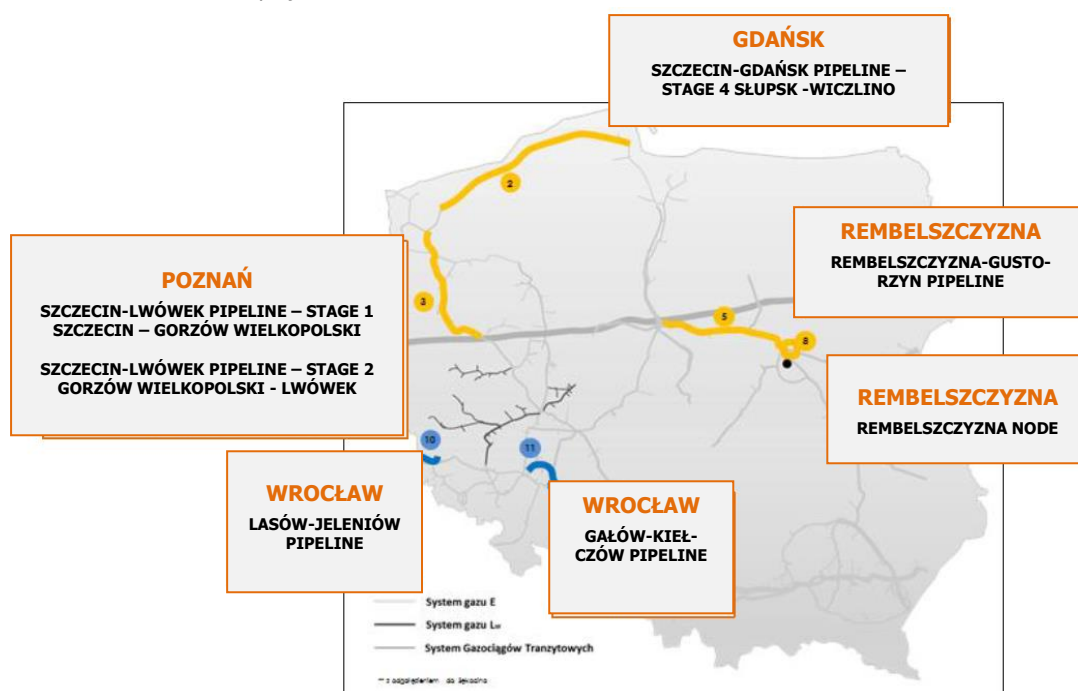 GDAŃSK
SZCZECIN-GDAŃSK PIPELINE –
STAGE 4 SŁUPSK -WICZLINO
2
REMBELSZCZYZNA
REMBELSZCZYZNA-GUSTO-
RZYN PIPELINE
POZNAŃ
SZCZECIN-LWÓWEK PIPELINE – STAGE 1
SZCZECIN – GORZÓW WIELKOPOLSKI
SZCZECIN-LWÓWEK PIPELINE – STAGE 2
GORZÓW WIELKOPOLSKI - LWÓWEK
3
5
8
REMBELSZCZYZNA
REMBELSZCZYZNA NODE
10
11
WROCŁAW
LASÓW-JELENIÓW
PIPELINE
WROCŁAW
GAŁÓW-KIEŁ-
CZÓW PIPELINE
System gazu E
System gazu Lw
System Gazociągów Tranzytowych